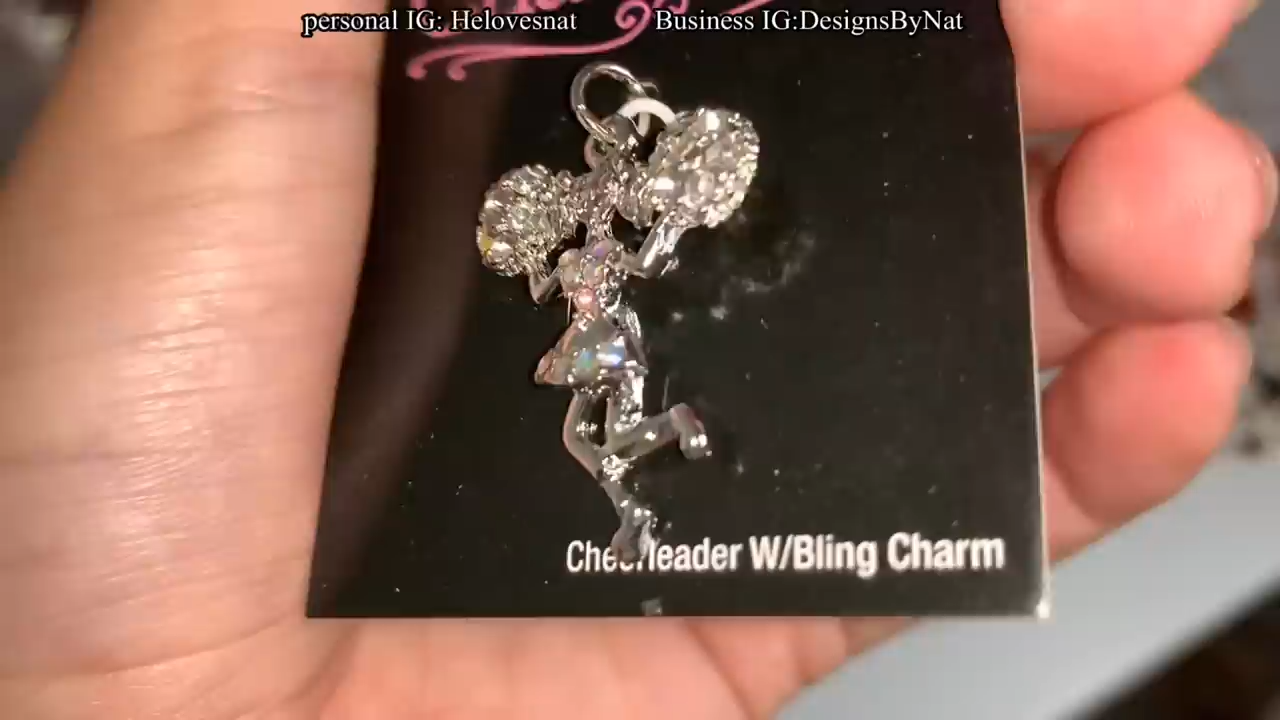 personal IG: Helovesnat
Business IG:DesignsByNat
Cheerleader W/Bling Charm